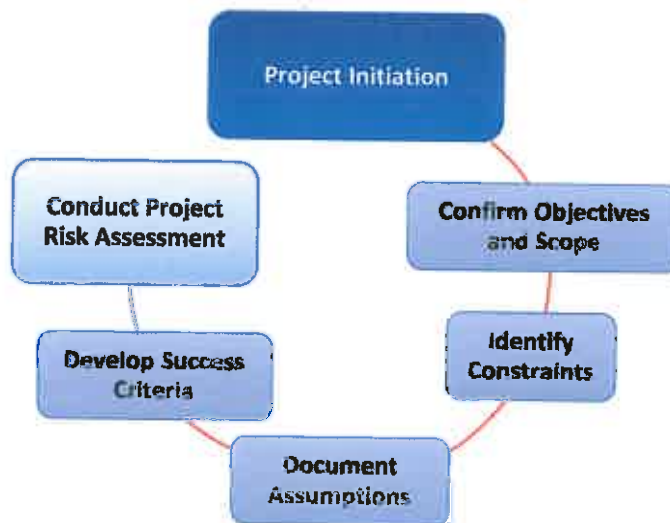 Project Initiation
Confirm Objectives
and Scope
Identify
Constraints
Document
Assumptions
Develop Success
Criteria
Conduct Project
Risk Assessment